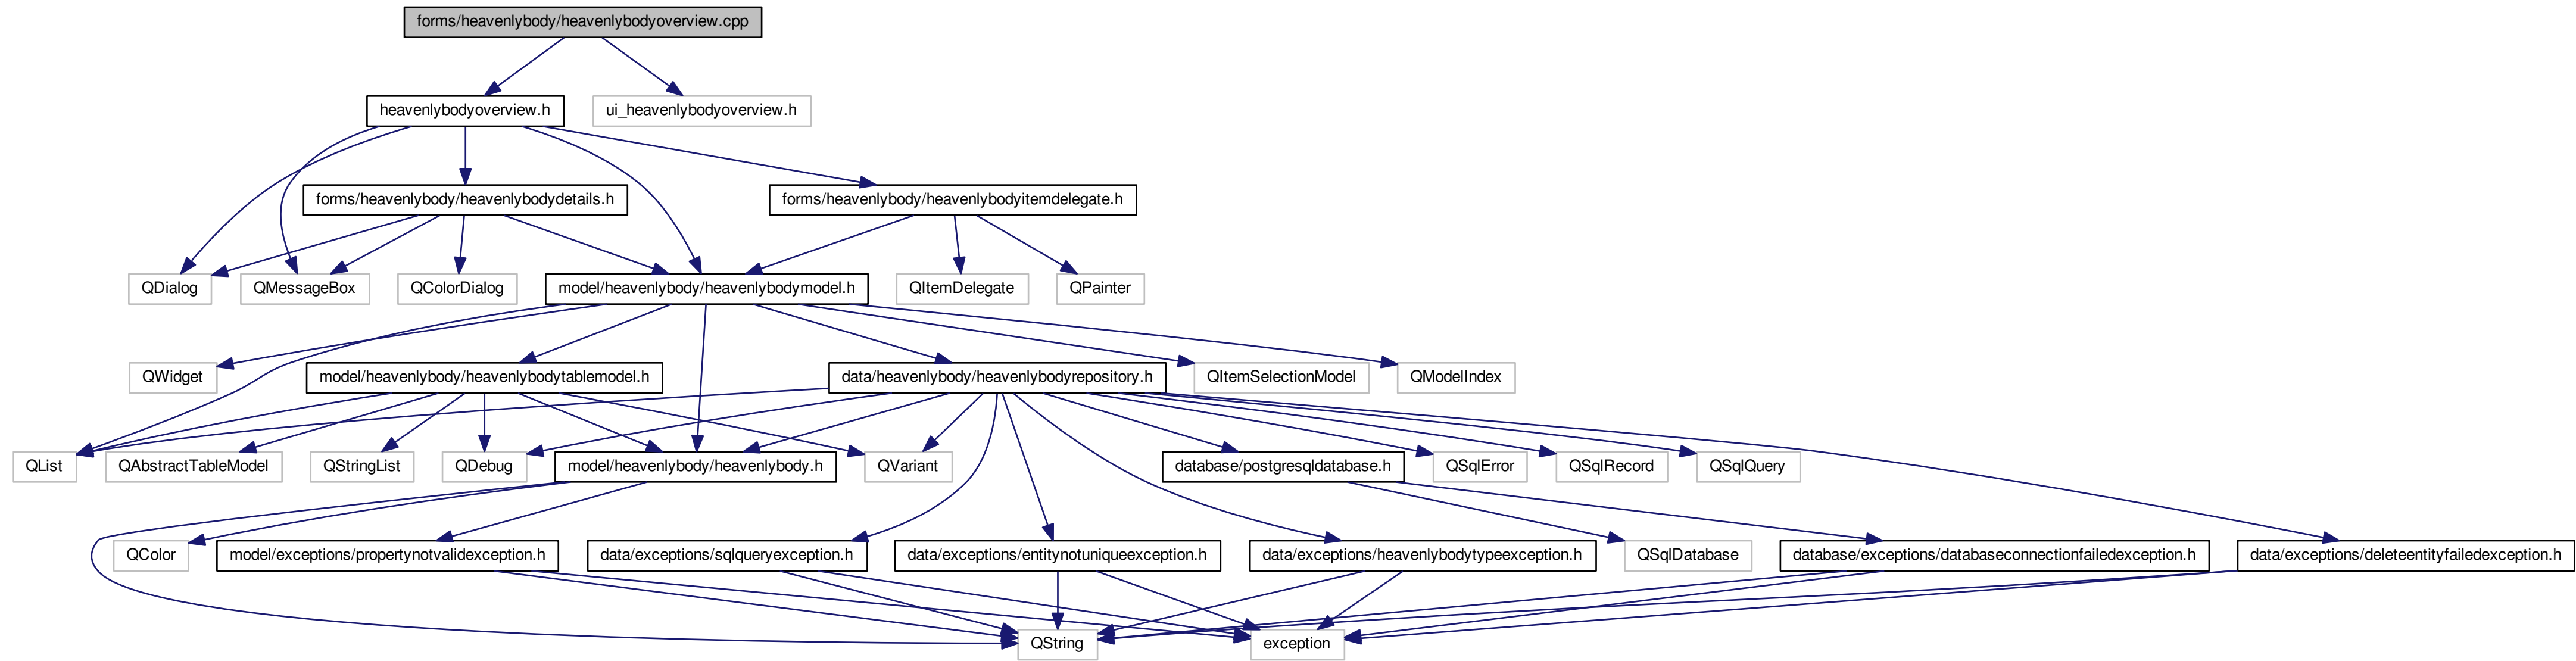 forms/heavenlybody/heavenlybodyoverview.cpp
heavenlybodyoverview.h
ui_heavenlybodyoverview.h
forms/heavenlybody/heavenlybodydetails.h
forms/heavenlybody/heavenlybodyitemdelegate.h
QDialog
QMessageBox
QColorDialog
model/heavenlybody/heavenlybodymodel.h
QItemDelegate
QPainter
QWidget
model/heavenlybody/heavenlybodytablemodel.h
data/heavenlybody/heavenlybodyrepository.h
QItemSelectionModel
QModelIndex
QList
QAbstractTableModel
QStringList
QDebug
model/heavenlybody/heavenlybody.h
QVariant
database/postgresqldatabase.h
QSqlError
QSqlRecord
QSqlQuery
QColor
model/exceptions/propertynotvalidexception.h
data/exceptions/sqlqueryexception.h
data/exceptions/entitynotuniqueexception.h
data/exceptions/heavenlybodytypeexception.h
QSqlDatabase
database/exceptions/databaseconnectionfailedexception.h
data/exceptions/deleteentityfailedexception.h
QString
exception